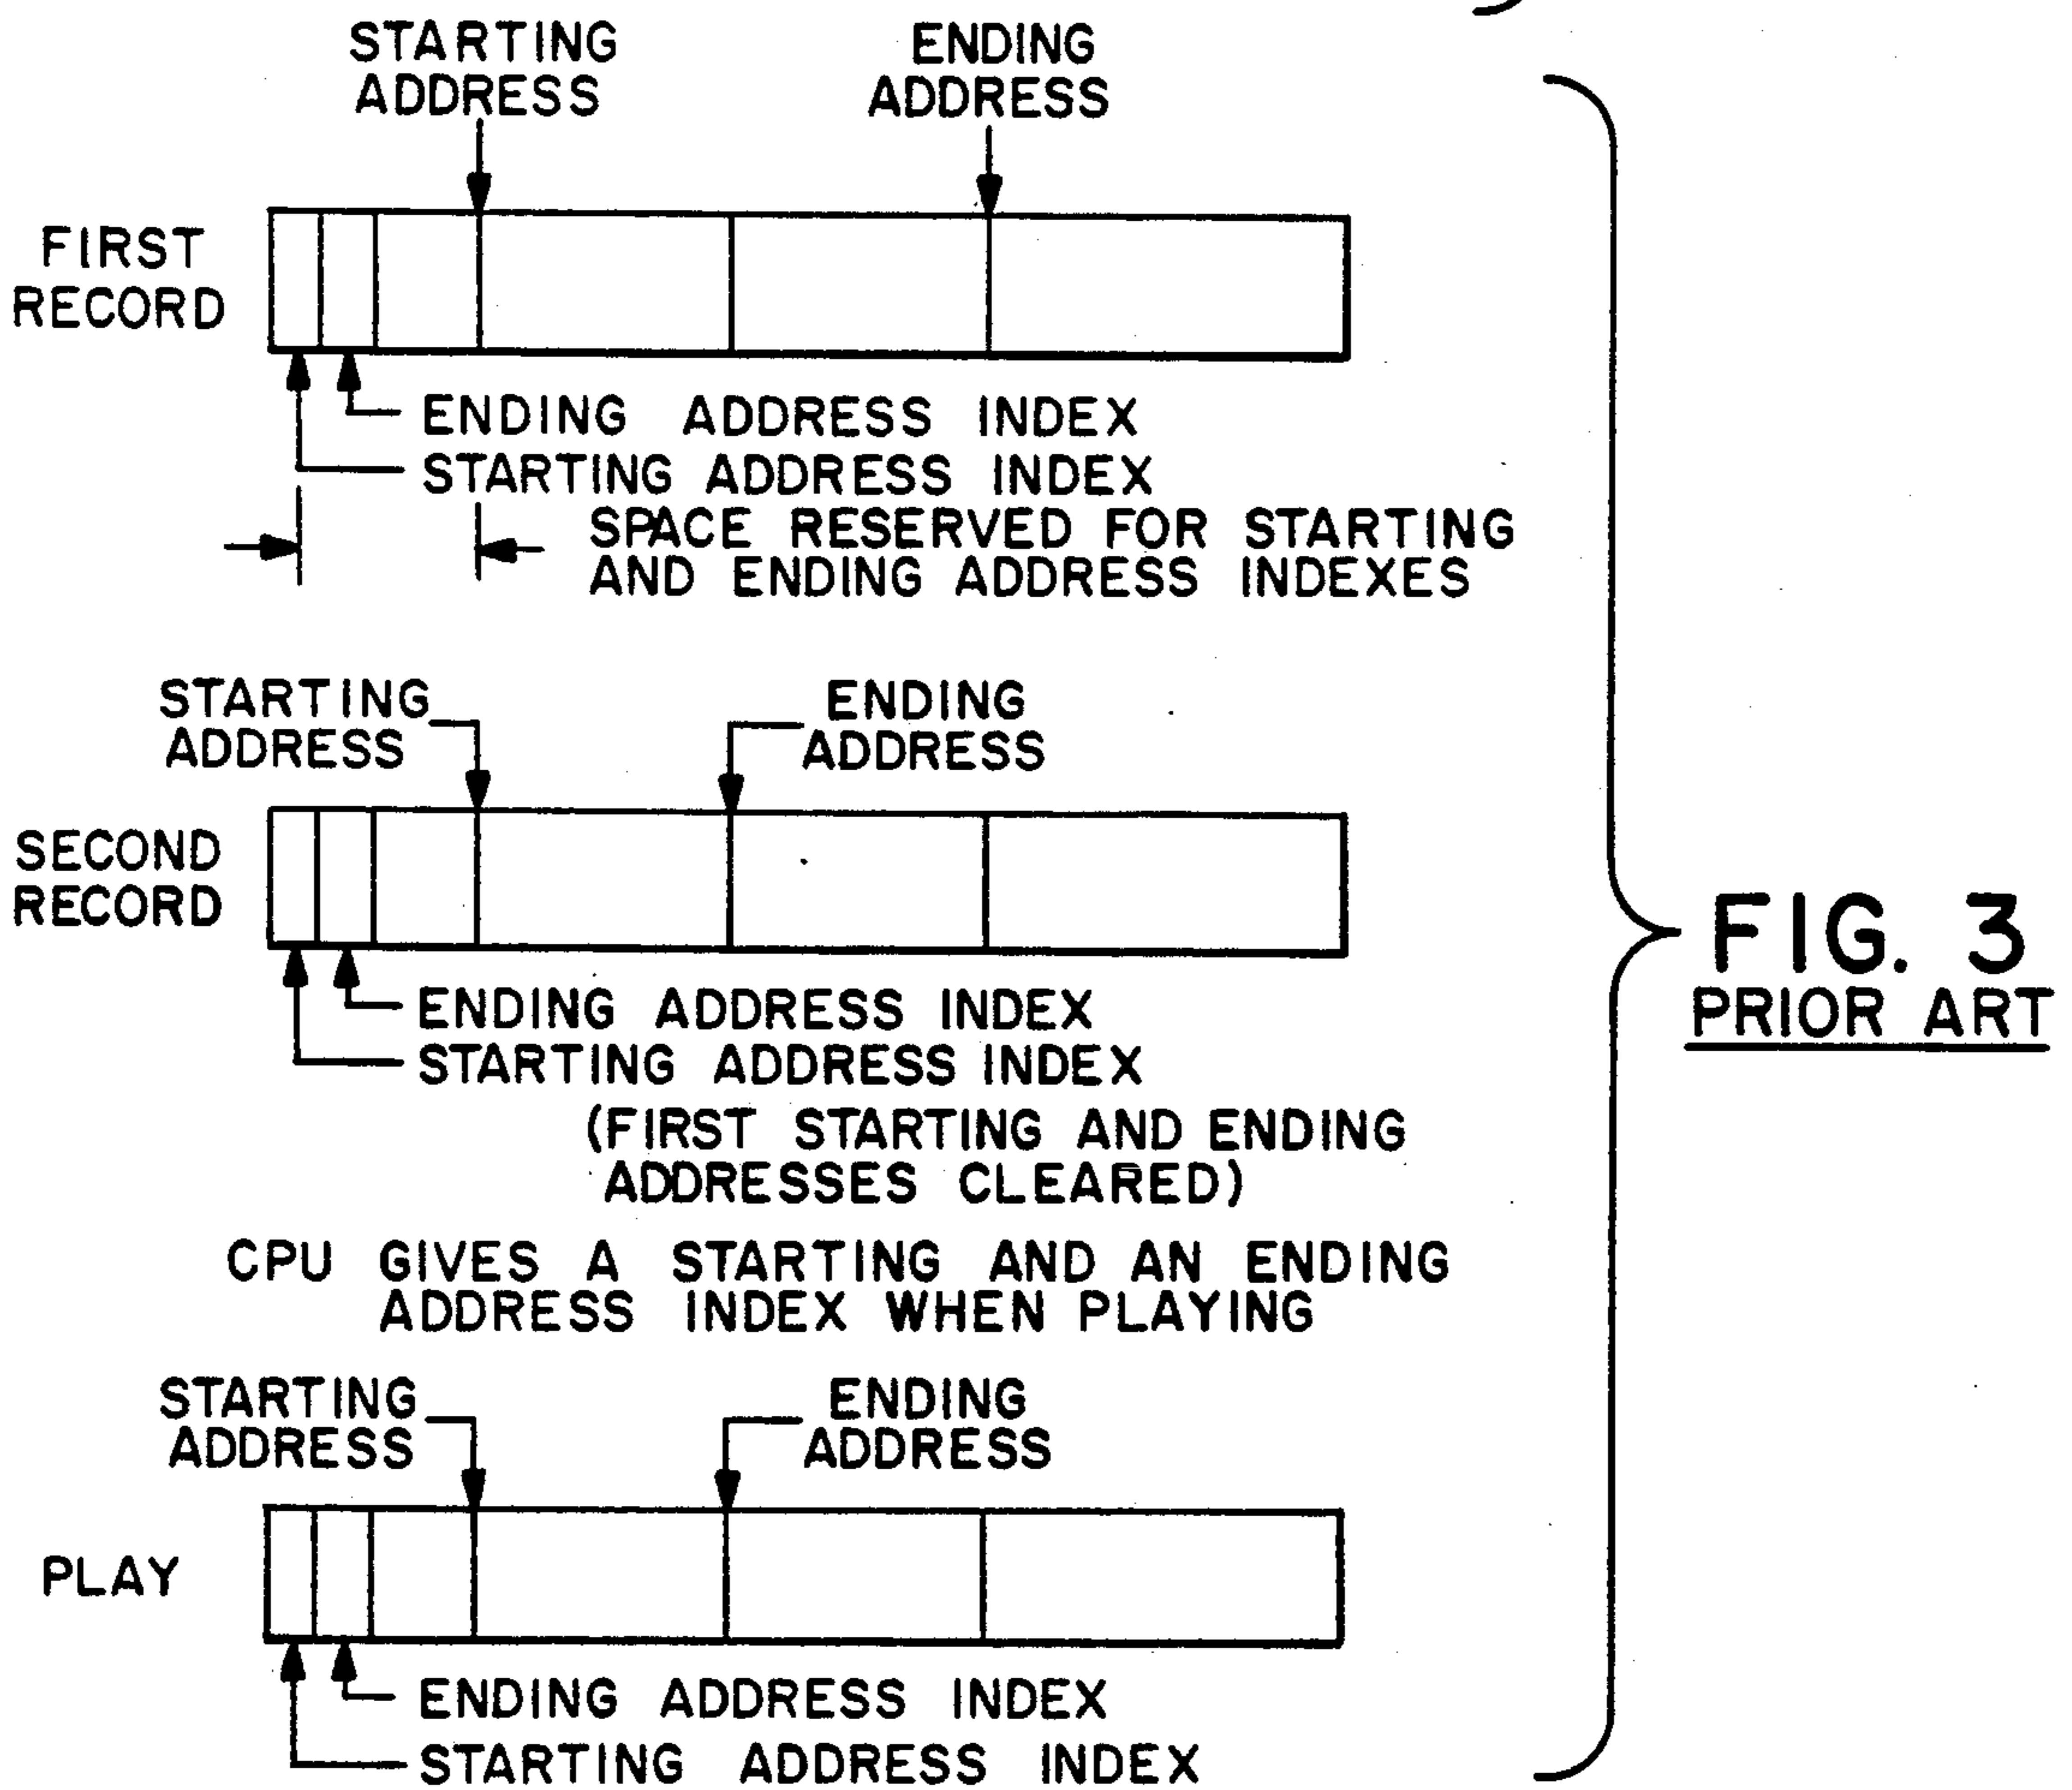 STARTING
ADDRESS
ENDING
ADDRESS
FIRST
RECORD
ENDING ADDRESS INDEX
STARTING ADDRESS INDEX
SPACE RESERVED FOR STARTING
AND ENDING ADDRESS INDEXES
STARTING
ADDRESS
ENDING
ADDRESS
SECOND
RECORD
ENDING ADDRESS INDEX
STARTING ADDRESS INDEX
(FIRST STARTING AND ENDING
ADDRESSES CLEARED)
CPU GIVES A STARTING AND AN ENDING
ADDRESS INDEX WHEN PLAYING
STARTING
ADDRESS
ENDING
ADDRESS
PLAY
ENDING ADDRESS INDEX
STARTING ADDRESS INDEX
FIG. 3
PRIOR ART